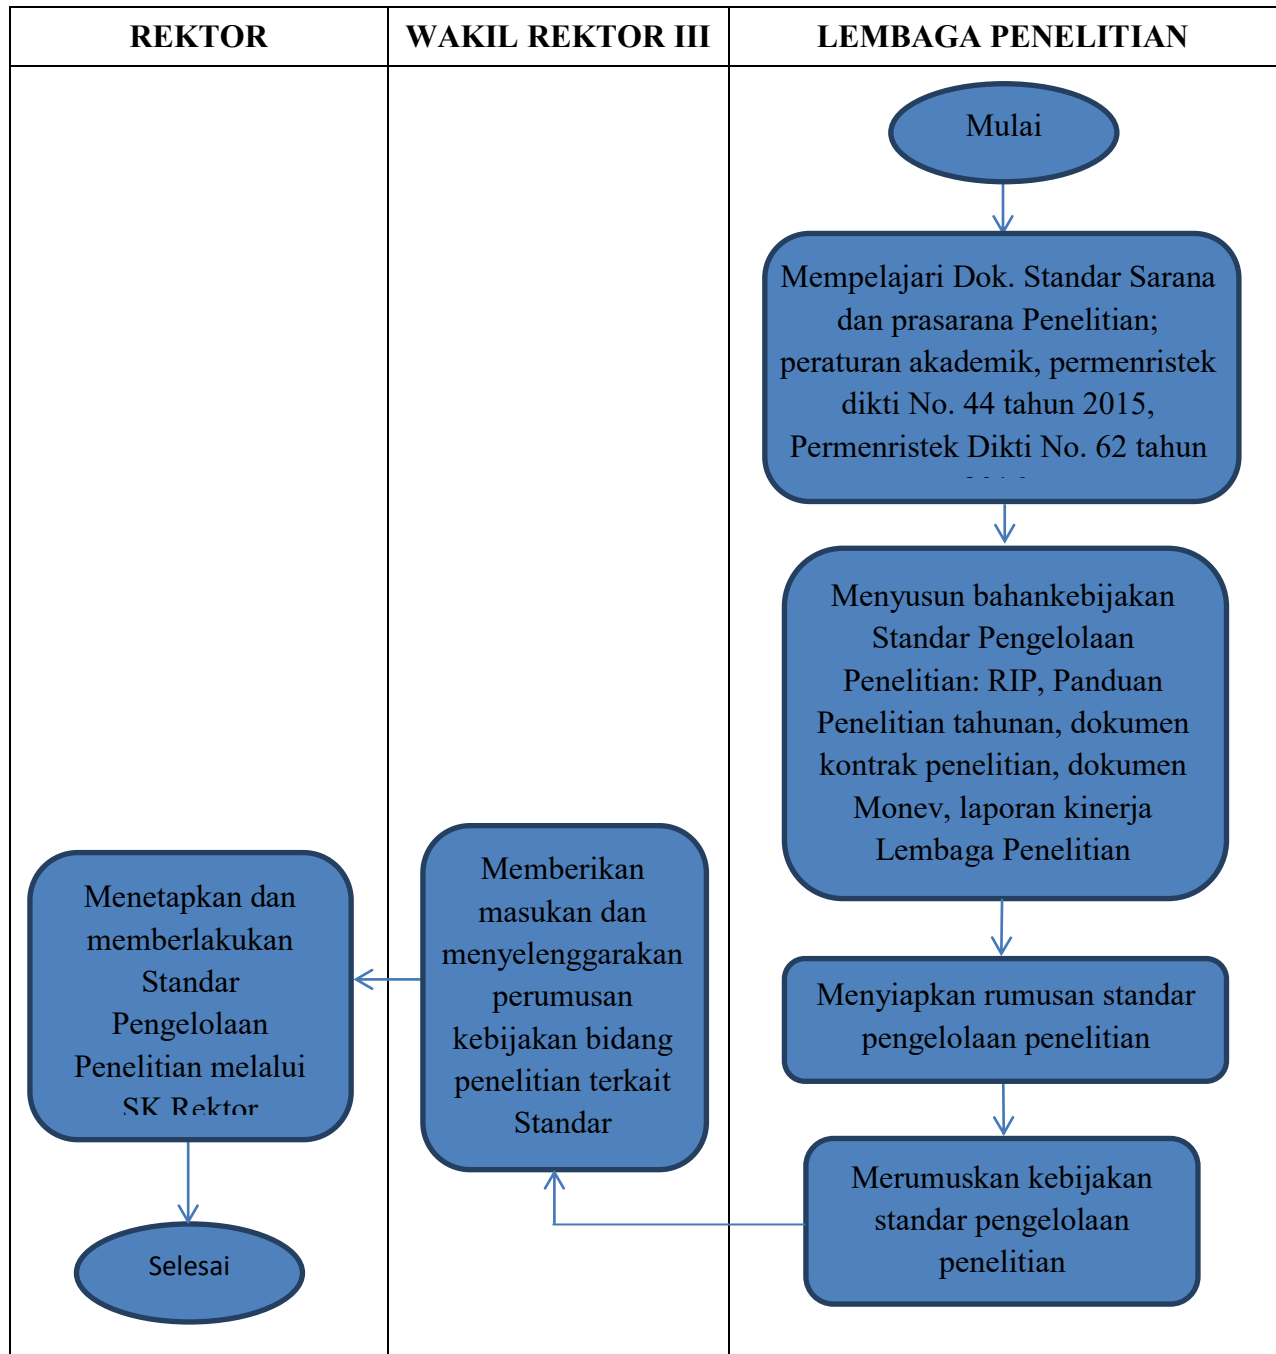 REKTOR
WAKIL REKTOR III
LEMBAGA PENELITIAN
Mulai
Mempelajari Dok. Standar Sarana
dan prasarana Penelitian;
peraturan akademik, permenristek
dikti No. 44 tahun 2015,
Permenristek Dikti No. 62 tahun
Menyusun bahankebijakan
Standar Pengelolaan
Penelitian: RIP, Panduan
Penelitian tahunan, dokumen
kontrak penelitian, dokumen
Monev, laporan kinerja
Lembaga Penelitian
Menyiapkan rumusan standar
pengelolaan penelitian
Merumuskan kebijakan
standar pengelolaan
penelitian
Memberikan
masukan dan
menyelenggarakan
perumusan
kebijakan bidang
penelitian terkait
Standar
Menetapkan dan
memberlakukan
Standar
Pengelolaan
Penelitian melalui
SK Rektor
Selesai